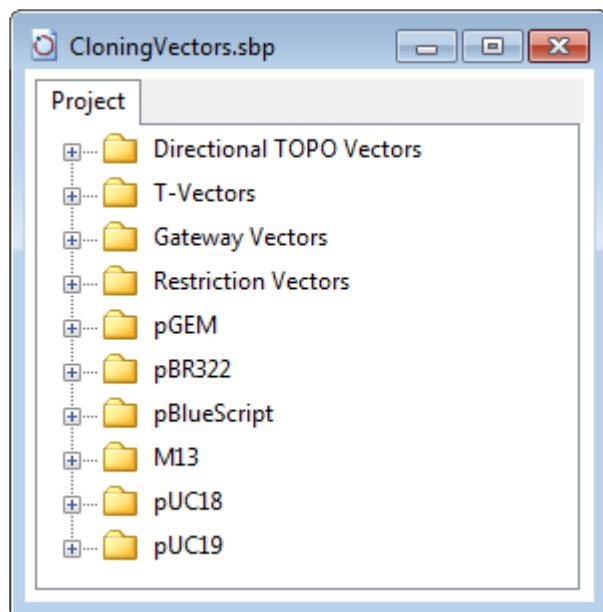 CloningVectors.sbp
Project
Directional TOPO Vectors
T-Vectors
Gateway Vectors
Restriction Vectors
pGEM
pBR322
pBlueScript
M13
pUC18
pUC19